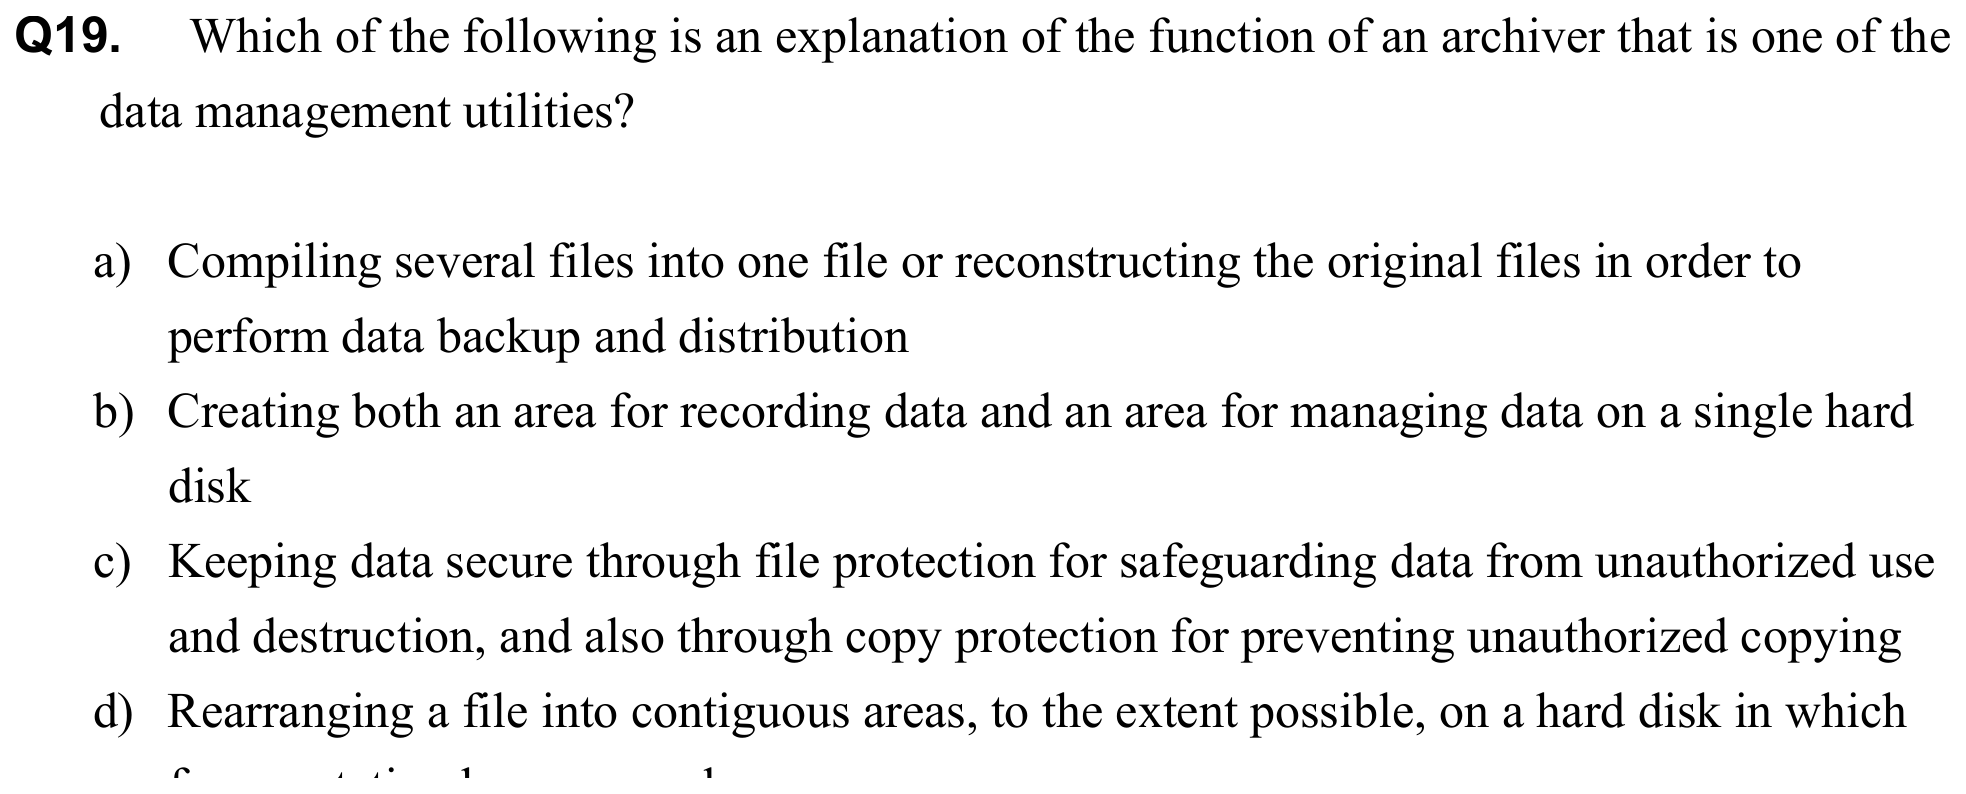 Q19. Which of the following is an explanation of the function of an archiver that is one of the
data management utilities?
a) Compiling several files into one file or reconstructing the original files in order to
perform data backup and distribution
b) Creating both an area for recording data and an area for managing data on a single hard
disk
c) Keeping data secure through file protection for safeguarding data from unauthorized use
and destruction, and also through copy protection for preventing unauthorized copying
d) Rearranging a file into contiguous areas, to the extent possible, on a hard disk in which